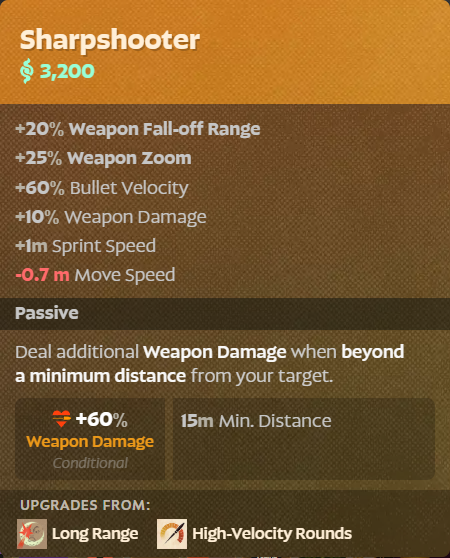 Sharpshooter
3,200
+20% Weapon Fall-off Range
+25% Weapon Zoom
+60% Bullet Velocity
+10% Weapon Damage
+1m Sprint Speed
-0.7 m Move Speed
Passive
Deal additional Weapon Damage when beyond
a minimum distance from your target.
+60%
Weapon Damage
Conditional
15m Min. Distance
UPGRADES FROM:
Long Range
High-Velocity Rounds